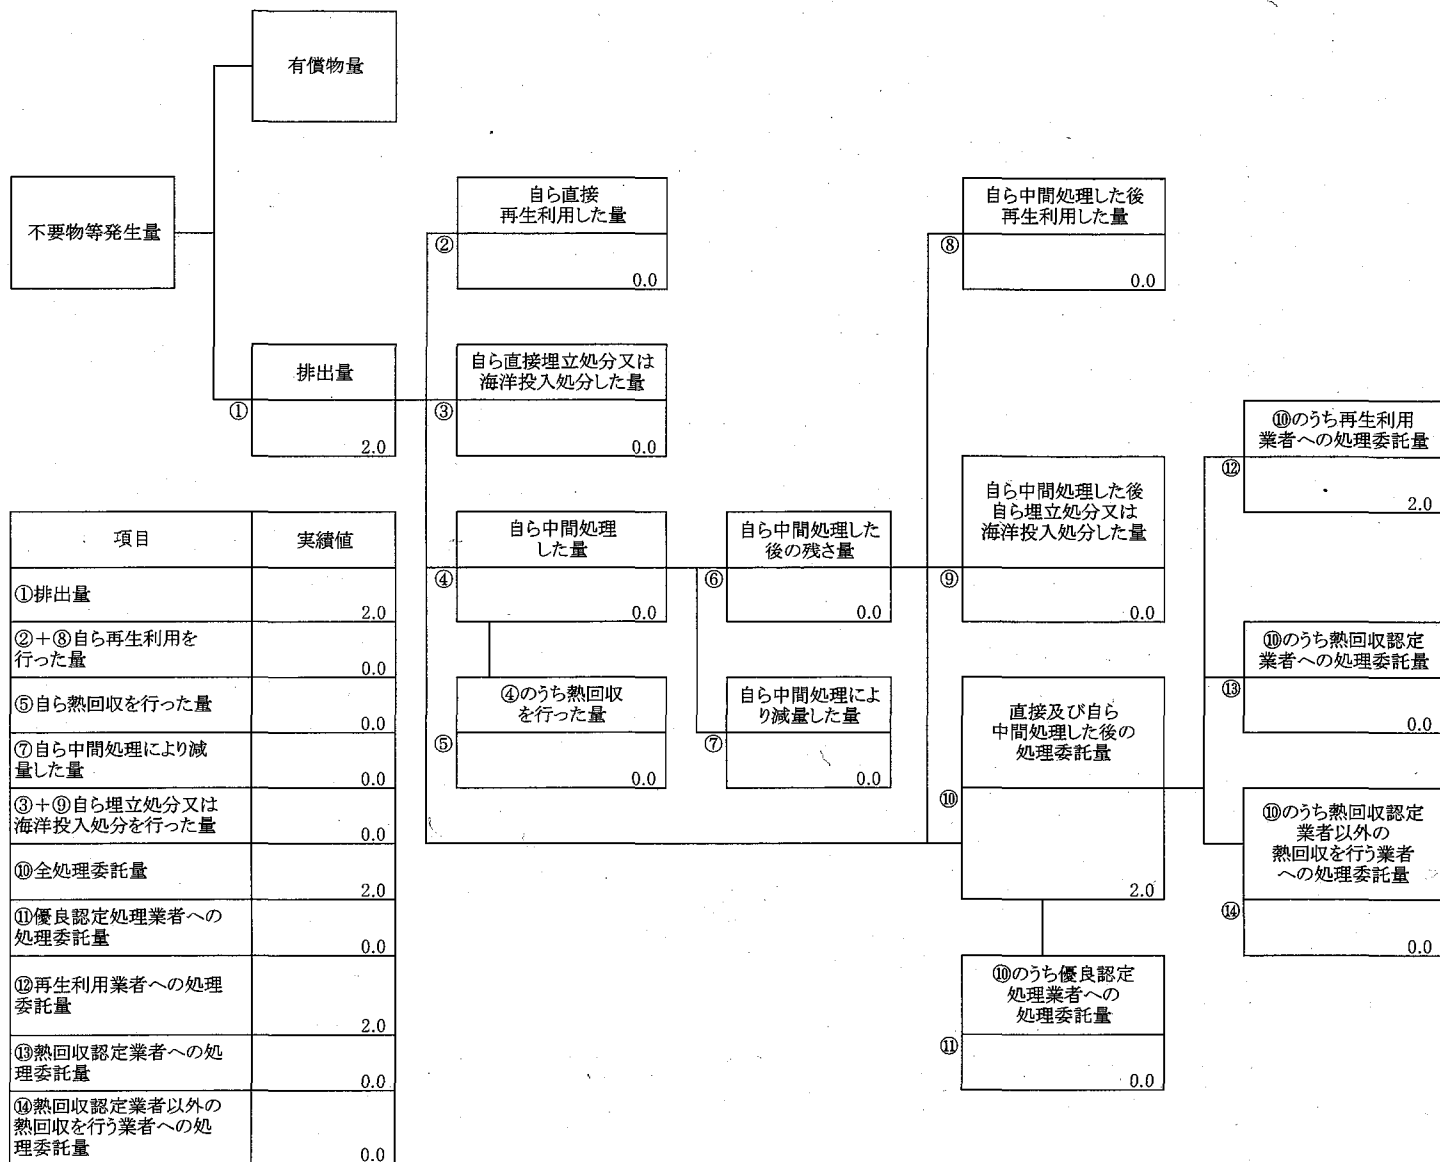 有償物量
不要物等発生量
排出量
①
2.0
自ら直接
再生利用した量
②
0.0
自ら直接埋立処分又は
海洋投入処分した量
③
0.0
自ら中間処理
した量
④
0.0
④のうち熱回収
を行った量
⑤
0.0
自ら中間処理した
後の残さ量
⑥
0.0
自ら中間処理によ
り減量した量
⑦
0.0
自ら中間処理した後
再生利用した量
⑧
0.0
自ら中間処理した後
自ら埋立処分又は
海洋投入処分した量
⑨
0.0
直接及び自ら
中間処理した後の
処理委託量
⑩
2.0
⑩のうち優良認定
処理業者への
処理委託量
⑪
0.0
⑩のうち再生利用
業者への処理委託量
⑫
2.0
⑩のうち熱回収認定
業者への処理委託量
⑬
0.0
⑩のうち熱回収認定
業者以外の
熱回収を行う業者
への処理委託量
⑭
0.0
項目 実績値
①排出量
2.0
②+⑧自ら再生利用を
行った量
0.0
⑤自ら熱回収を行った量
0.0
⑦自ら中間処理により減
量した量
0.0
③+⑨自ら埋立処分又は
海洋投入処分を行った量
0.0
⑩全処理委託量
2.0
⑪優良認定処理業者への
処理委託量
0.0
⑫再生利用業者への処理
委託量
2.0
⑬熱回収認定業者への処
理委託量
0.0
⑭熱回収認定業者以外の
熱回収を行う業者への処
理委託量
0.0